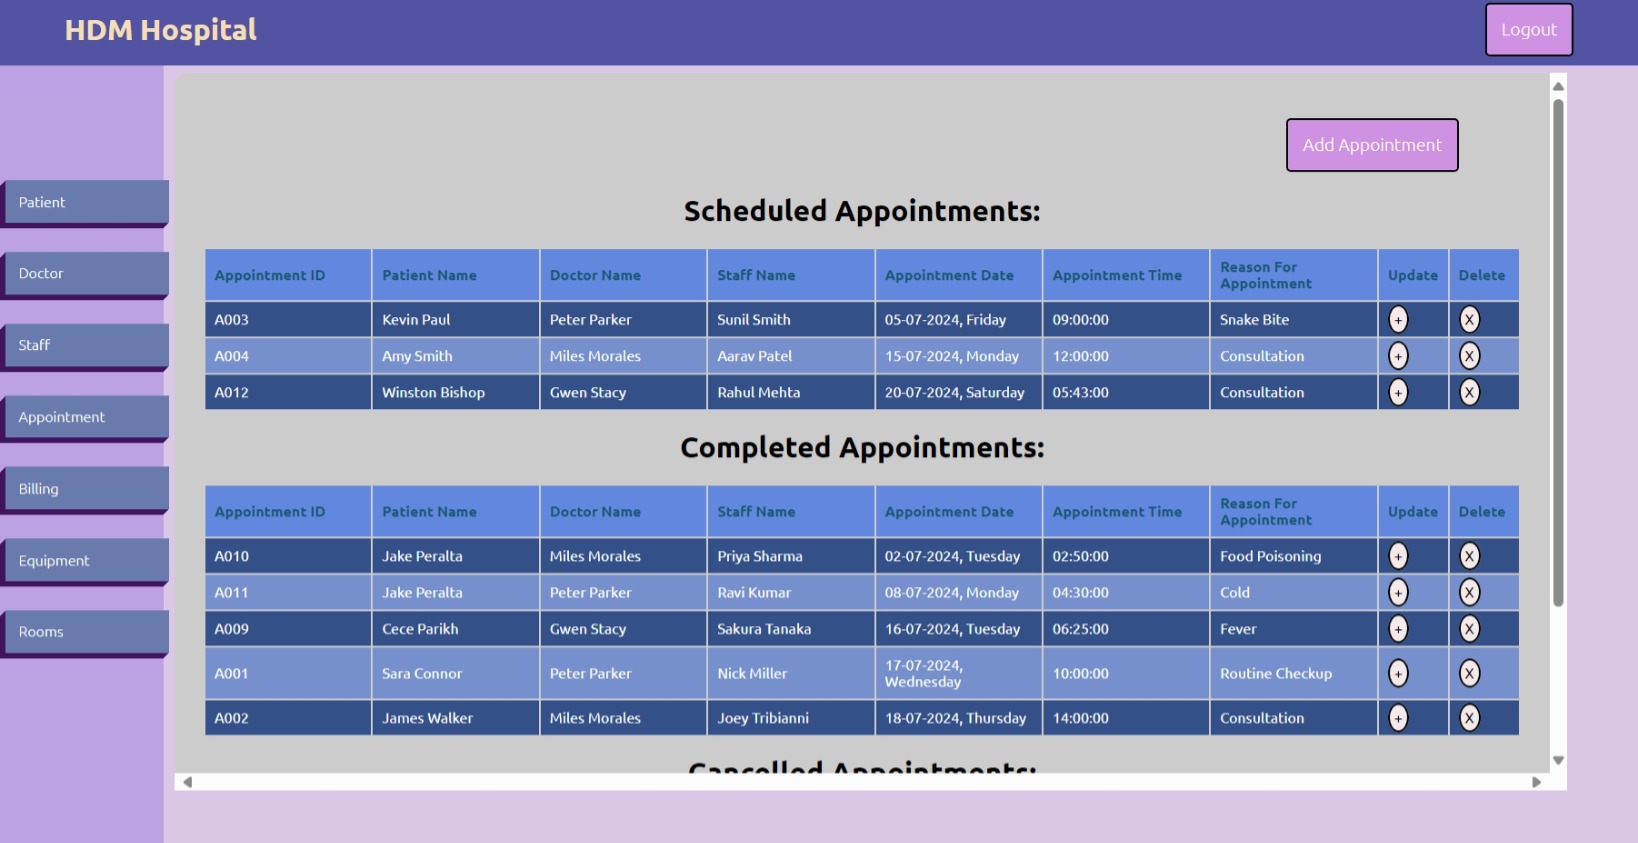 HDM Hospital
Logout
Patient
Doctor
Staff
Appointment
Billing
Equipment
Rooms
Add Appointment
Scheduled Appointments:
Appointment ID Patient Name Doctor Name Staff Name Appointment Date Appointment Time Reason For Appointment Update Delete
A003 Kevin Paul Peter Parker Sunil Smith 05-07-2024, Friday 09:00:00 Snake Bite + X
A004 Amy Smith Miles Morales Aarav Patel 15-07-2024, Monday 12:00:00 Consultation + X
A012 Winston Bishop Gwen Stacy Rahul Mehta 20-07-2024, Saturday 05:43:00 Consultation + X
Completed Appointments:
Appointment ID Patient Name Doctor Name Staff Name Appointment Date Appointment Time Reason For Appointment Update Delete
A010 Jake Peralta Miles Morales Priya Sharma 02-07-2024, Tuesday 02:50:00 Food Poisoning + X
A011 Jake Peralta Peter Parker Ravi Kumar 08-07-2024, Monday 04:30:00 Cold + X
A009 Cece Parikh Gwen Stacy Sakura Tanaka 16-07-2024, Tuesday 06:25:00 Fever + X
A001 Sara Connor Peter Parker Nick Miller 17-07-2024, Wednesday 10:00:00 Routine Checkup + X
A002 James Walker Miles Morales Joey Tribianni 18-07-2024, Thursday 14:00:00 Consultation + X
Cancelled Appointments: